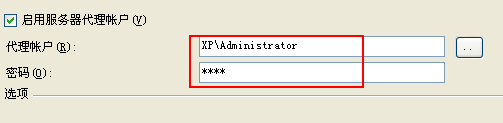 启用服务器代理帐户(V)
代理帐户(R): XP\Administrator ..
密码(O): ****
选项